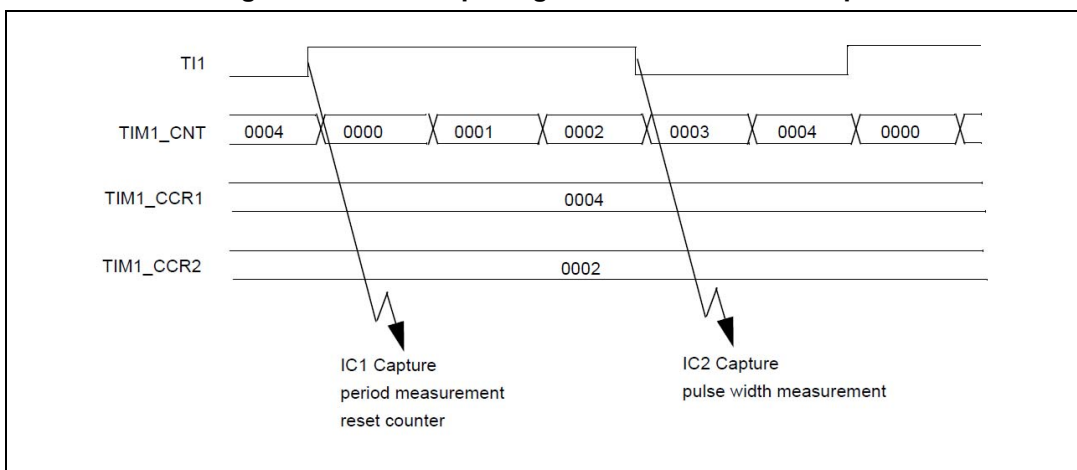 TI1
TIM1_CNT 0004 0000 0001 0002 0003 0004 0000
TIM1_CCR1 0004
TIM1_CCR2 0002
IC1 Capture
period measurement
reset counter
IC2 Capture
pulse width measurement